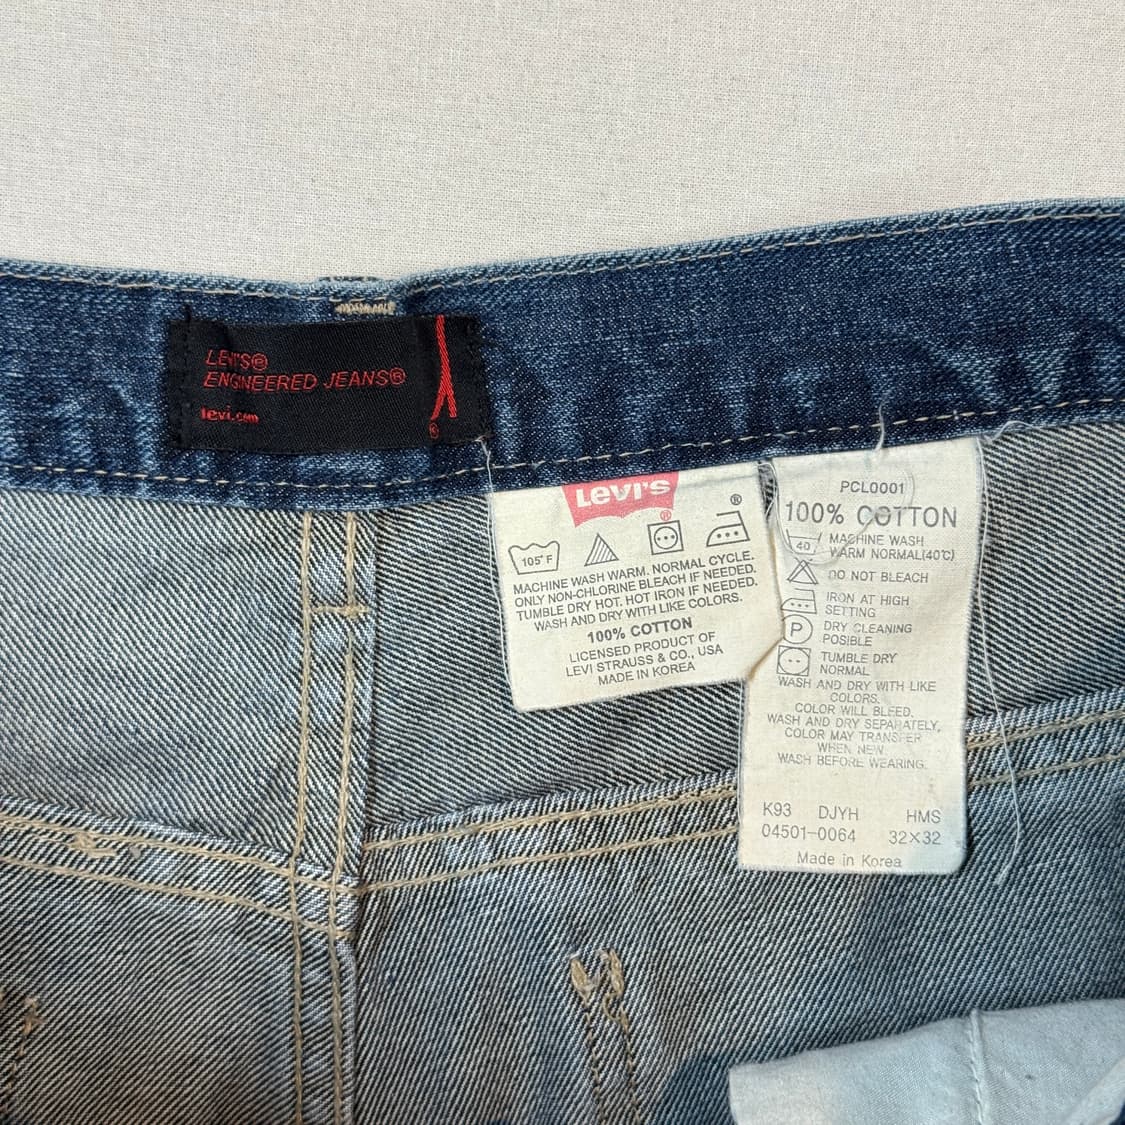 LEVI'S®
ENGINEERED JEANS®
levi.com
®
LEVI'S
®
®
105°F
MACHINE WASH WARM. NORMAL CYCLE.
ONLY NON-CHLORINE BLEACH IF NEEDED.
TUMBLE DRY HOT. HOT IRON IF NEEDED.
WASH AND DRY WITH LIKE COLORS.
100% COTTON
LICENSED PRODUCT OF
LEVI STRAUSS & CO., USA
MADE IN KOREA
PCL0001
100% COTTON
40
MACHINE WASH
WARM NORMAL(40℃)
DO NOT BLEACH
IRON AT HIGH
SETTING
P
DRY CLEANING
POSIBLE
TUMBLE DRY
NORMAL
WASH AND DRY WITH LIKE
COLORS.
COLOR WILL BLEED.
WASH AND DRY SEPARATELY,
COLOR MAY TRANSFER
WHEN NEW.
WASH BEFORE WEARING.
K93 DJYH HMS
04501-0064 32×32
Made in Korea